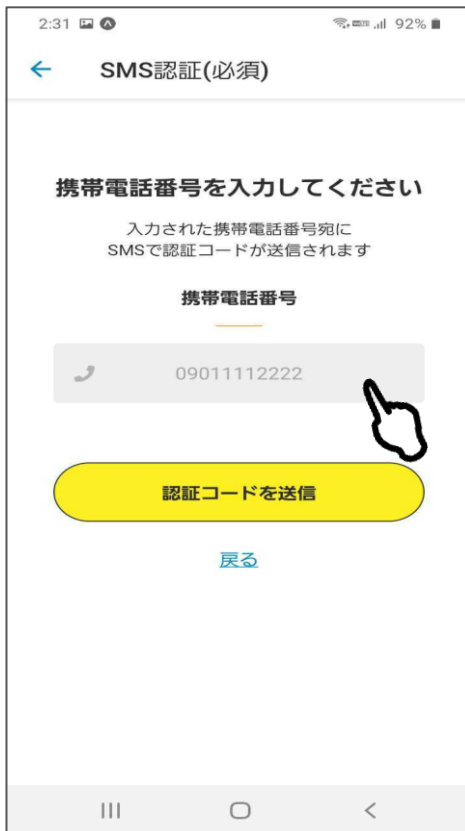 2:31 92%
SMS認証(必須)
携帯電話番号を入力してください
入力された携帯電話番号宛に
SMSで認証コードが送信されます
携帯電話番号
09011112222
認証コードを送信
戻る